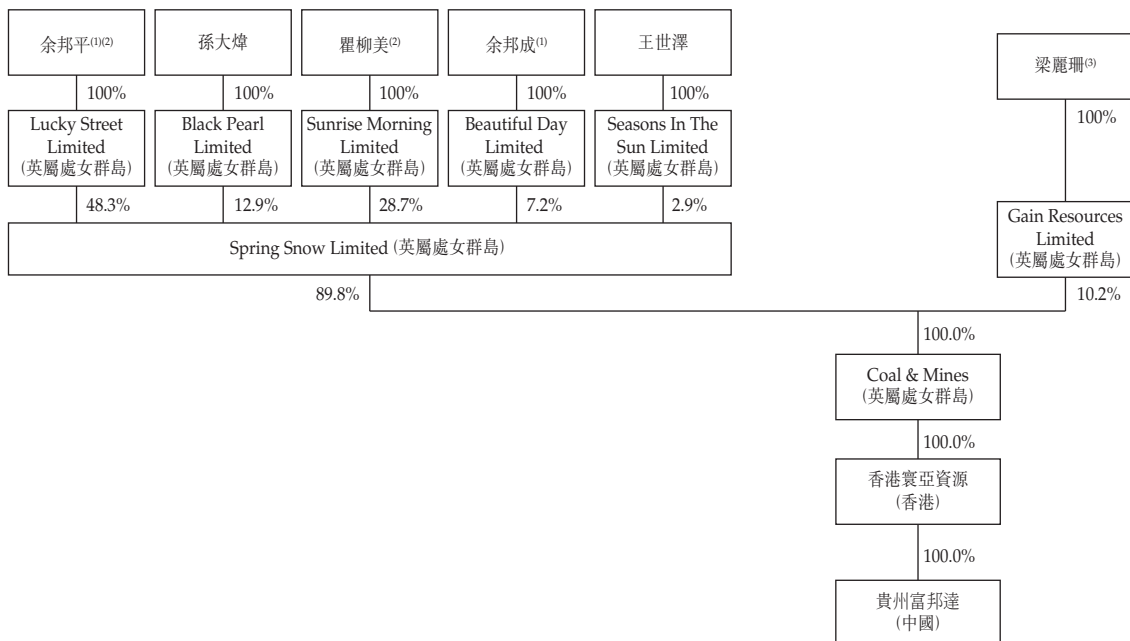 余邦平(1)(2)
孫大煒
瞿柳美(2)
余邦成(1)
王世澤
梁麗珊(3)
100%
100%
100%
100%
100%
100%
Lucky Street
Limited
(英屬處女群島)
Black Pearl
Limited
(英屬處女群島)
Sunrise Morning
Limited
(英屬處女群島)
Beautiful Day
Limited
(英屬處女群島)
Seasons In The
Sun Limited
(英屬處女群島)
48.3%
12.9%
28.7%
7.2%
2.9%
Gain Resources
Limited
(英屬處女群島)
Spring Snow Limited (英屬處女群島)
89.8%
10.2%
100.0%
Coal & Mines
(英屬處女群島)
100.0%
香港寰亞資源
(香港)
100.0%
貴州富邦達
(中國)